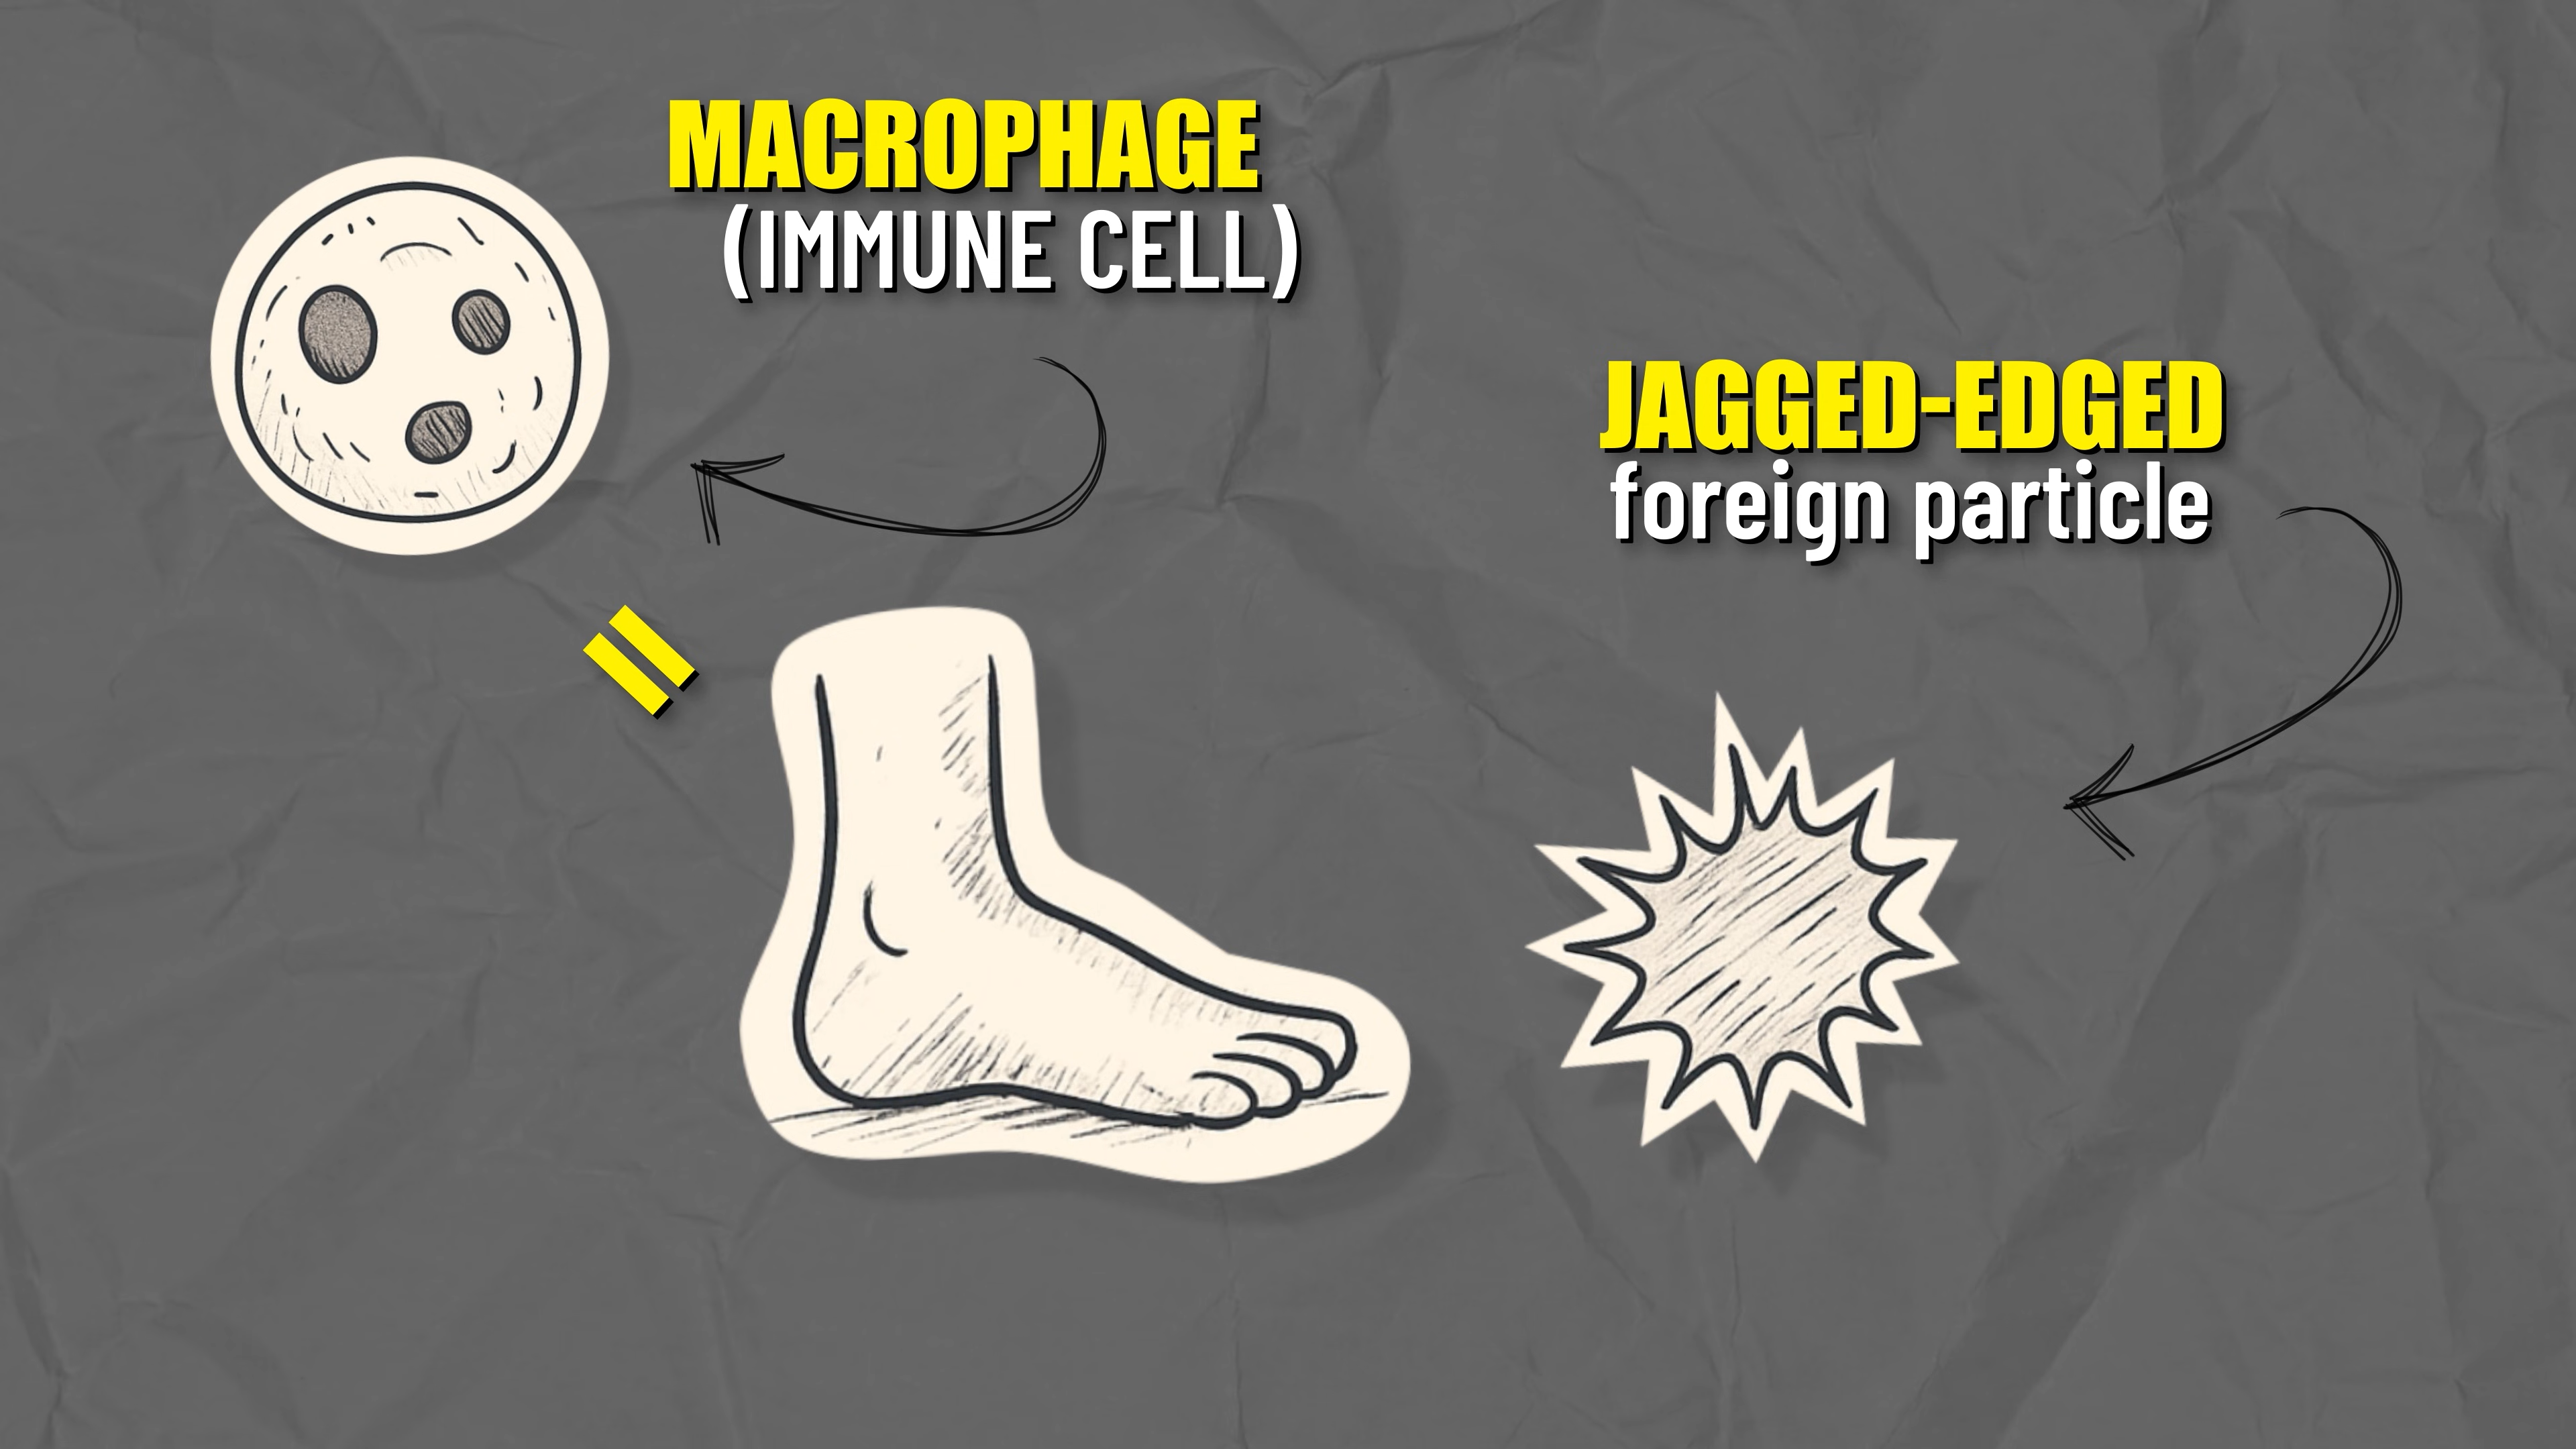 MACROPHAGE
(IMMUNE CELL)
JAGGED-EDGED
foreign particle
=